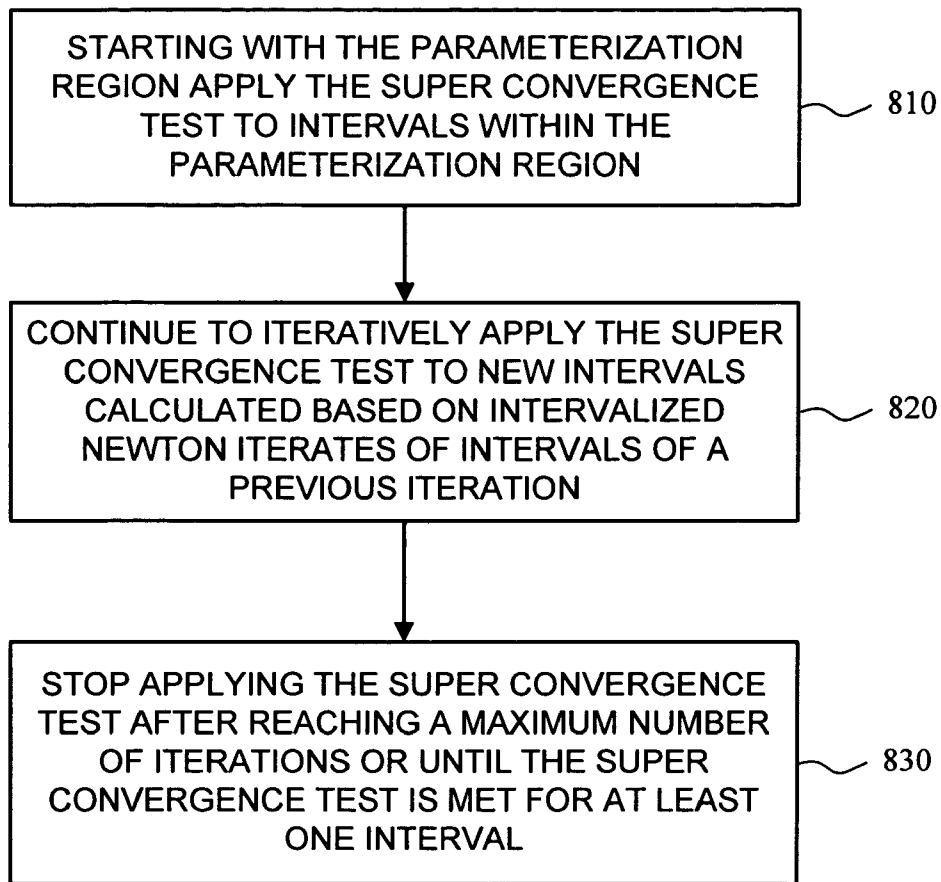 STARTING WITH THE PARAMETERIZATION
REGION APPLY THE SUPER CONVERGENCE
TEST TO INTERVALS WITHIN THE
PARAMETERIZATION REGION
810
CONTINUE TO ITERATIVELY APPLY THE SUPER
CONVERGENCE TEST TO NEW INTERVALS
CALCULATED BASED ON INTERVALIZED
NEWTON ITERATES OF INTERVALS OF A
PREVIOUS ITERATION
820
STOP APPLYING THE SUPER CONVERGENCE
TEST AFTER REACHING A MAXIMUM NUMBER
OF ITERATIONS OR UNTIL THE SUPER
CONVERGENCE TEST IS MET FOR AT LEAST
ONE INTERVAL
830